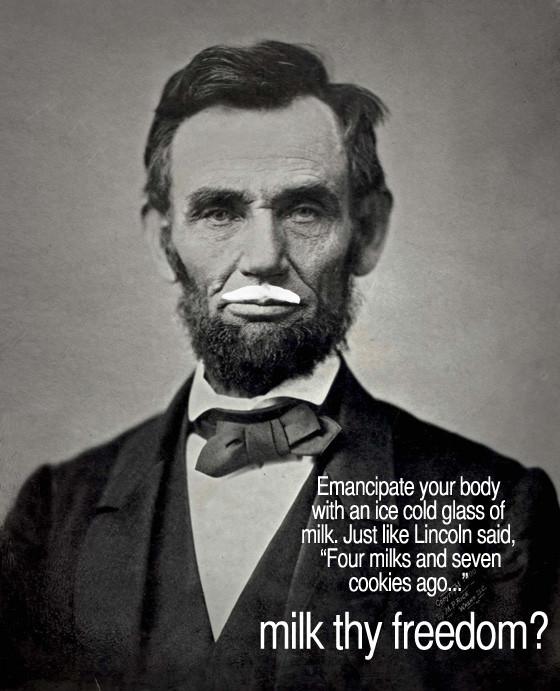 Emancipate your body
with an ice cold glass of
milk. Just like Lincoln said,
“Four milks and seven
cookies ago...”
milk thy freedom?